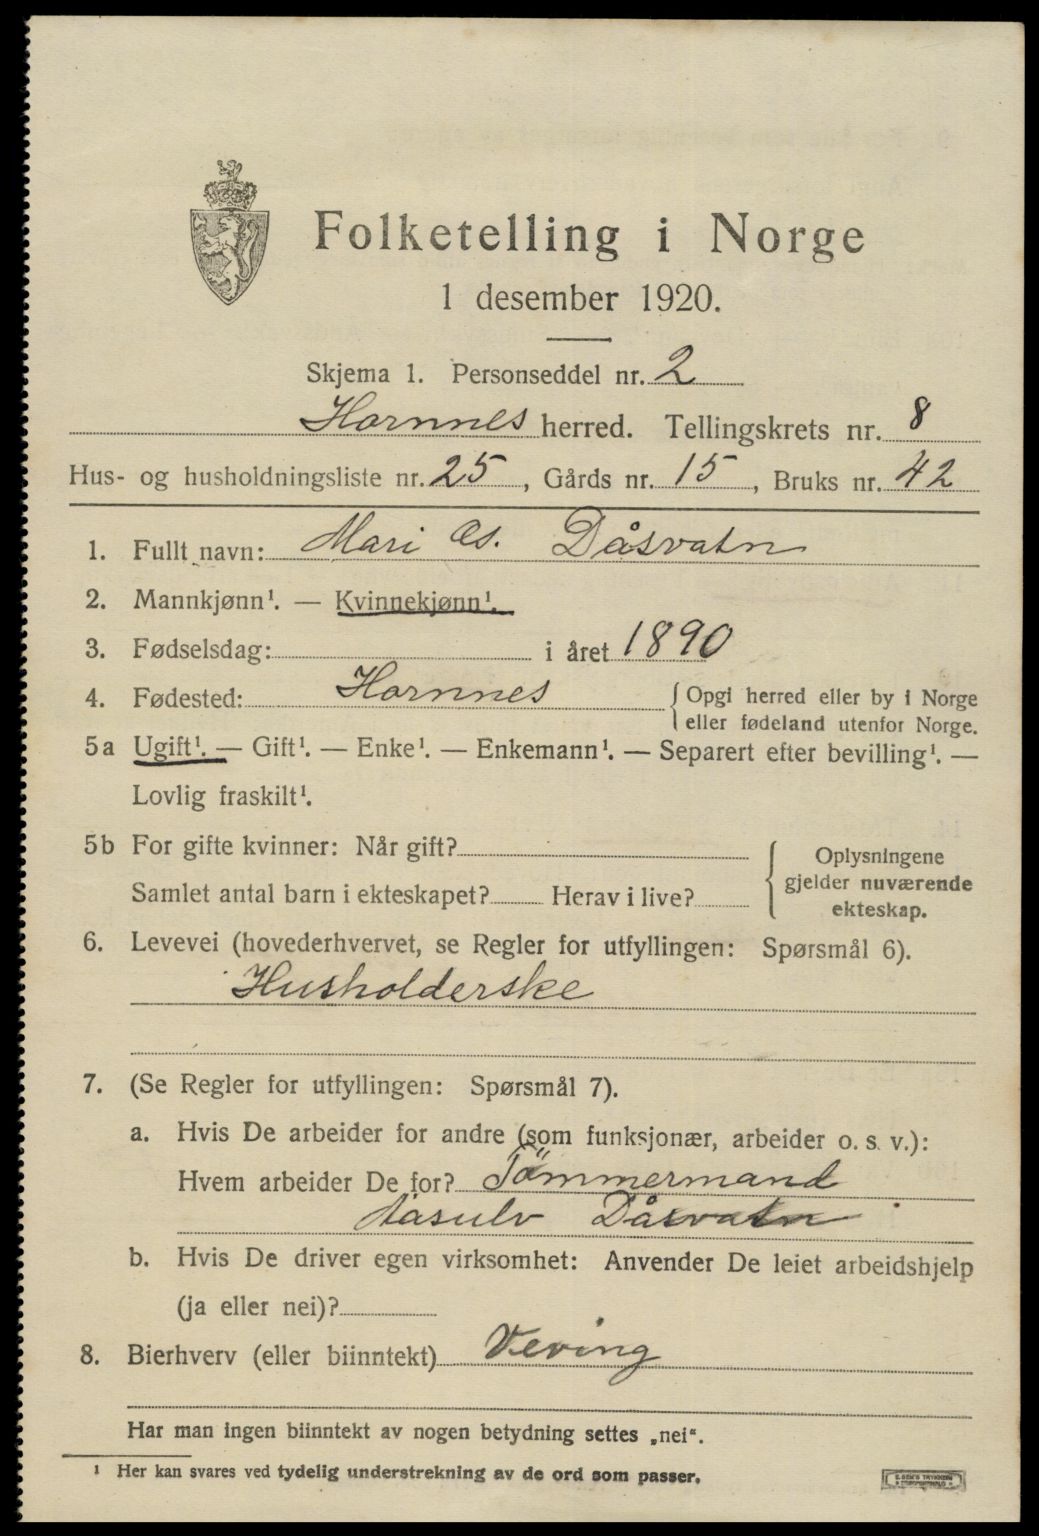 Folketelling i Norge
1 desember 1920.
Skjema 1. Personseddel nr. 2
Hornnes herred. Tellingskrets nr. 8
Hus- og husholdningsliste nr. 25, Gårds nr. 15, Bruks nr. 42
1. Fullt navn: Mari As. Dåsvatn
2. Mannkjønn¹. — Kvinnekjønn¹.
3. Fødselsdag: i året 1890
4. Fødested: Hornnes { Opgi herred eller by i Norge
eller fødeland utenfor Norge.
5a Ugift¹. — Gift¹. — Enke¹. — Enkemann¹. — Separert efter bevilling¹. —
Lovlig fraskilt¹.
5b For gifte kvinner: Når gift?
Samlet antal barn i ekteskapet? Herav i live?
{ Oplysningene
gjelder nuværende
ekteskap.
6. Levevei (hovederhvervet, se Regler for utfyllingen: Spørsmål 6).
Husholderske
7. (Se Regler for utfyllingen: Spørsmål 7).
a. Hvis De arbeider for andre (som funksjonær, arbeider o. s. v.):
Hvem arbeider De for? Tömmermand
Aasulv Dåsvatn
b. Hvis De driver egen virksomhet: Anvender De leiet arbeidshjelp
(ja eller nei)?
8. Bierhverv (eller biinntekt) Veving
Har man ingen biinntekt av nogen betydning settes „nei“.
¹ Her kan svares ved tydelig understrekning av de ord som passer.